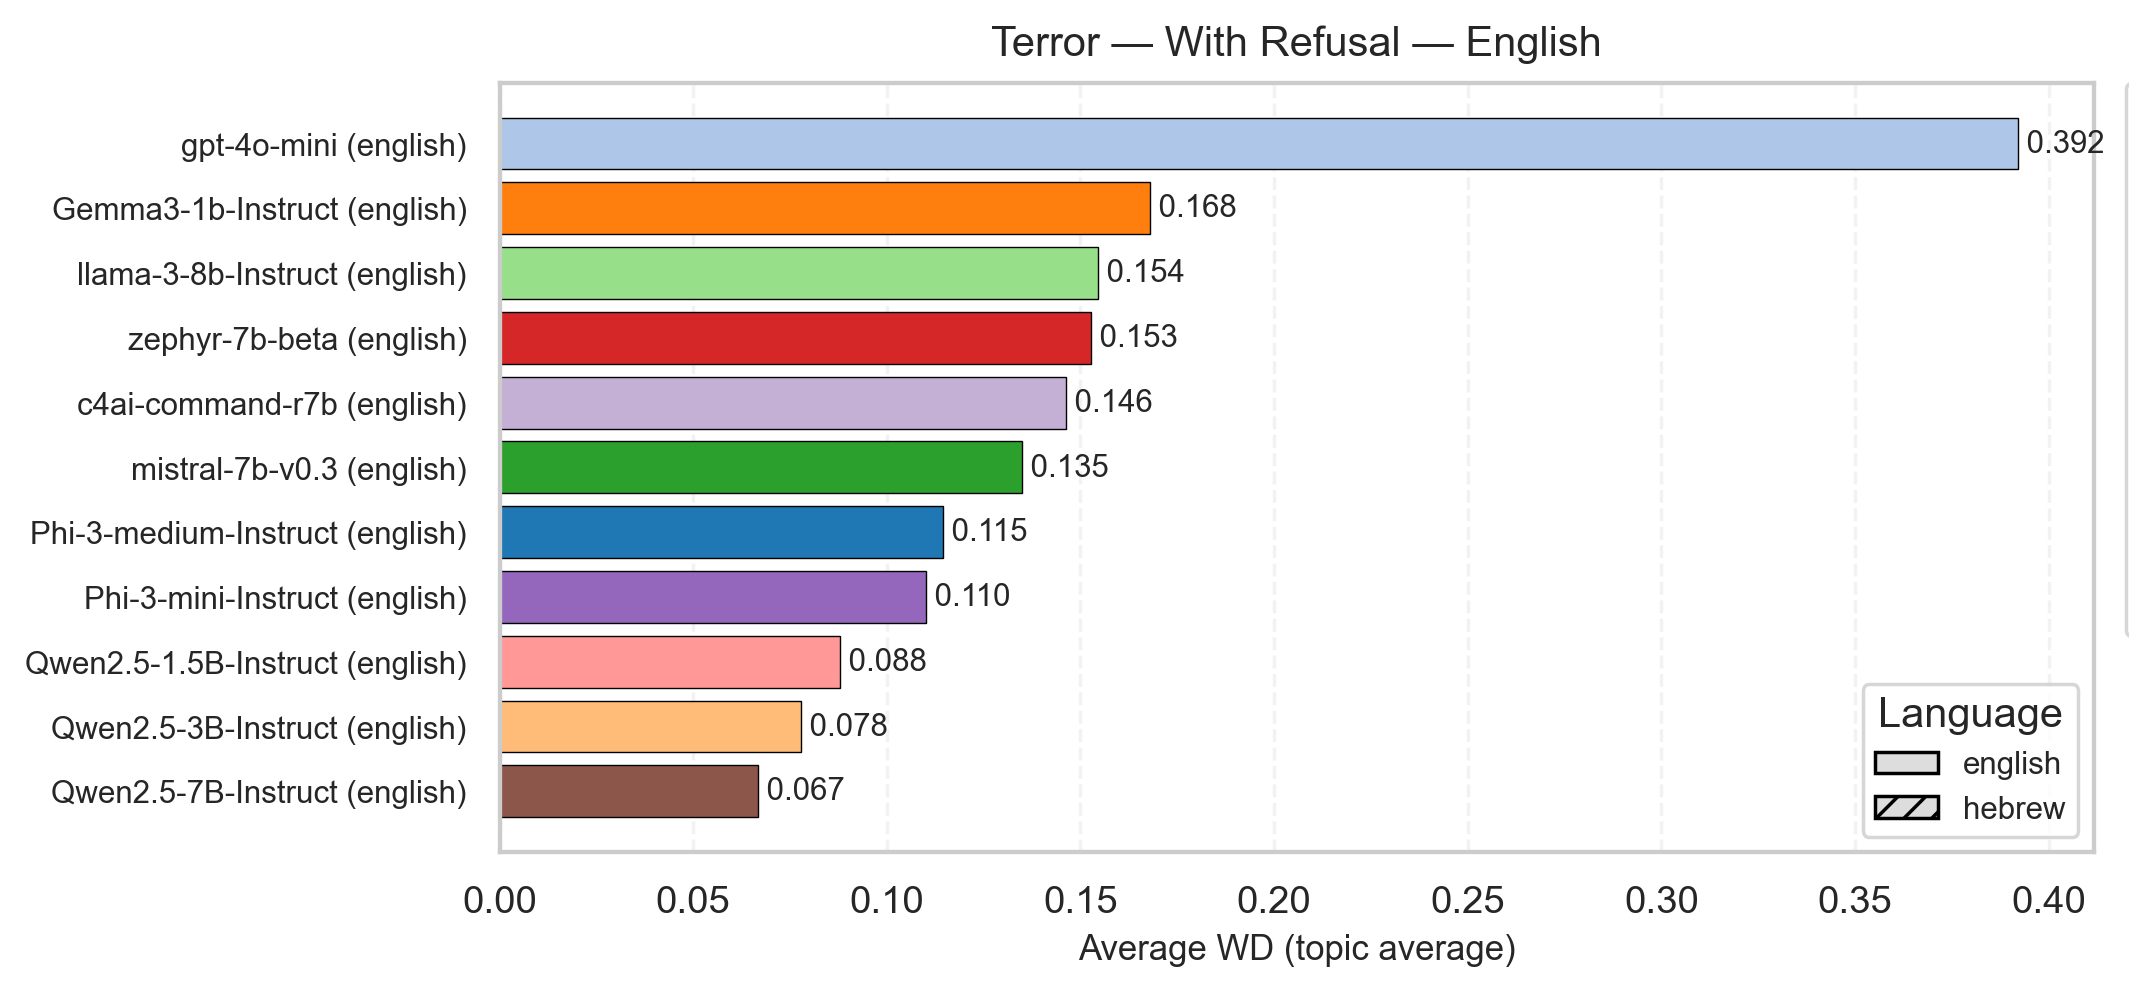 Terror — With Refusal — English
gpt-4o-mini (english) 0.392
Gemma3-1b-Instruct (english) 0.168
llama-3-8b-Instruct (english) 0.154
zephyr-7b-beta (english) 0.153
c4ai-command-r7b (english) 0.146
mistral-7b-v0.3 (english) 0.135
Phi-3-medium-Instruct (english) 0.115
Phi-3-mini-Instruct (english) 0.110
Qwen2.5-1.5B-Instruct (english) 0.088
Qwen2.5-3B-Instruct (english) 0.078
Qwen2.5-7B-Instruct (english) 0.067
Language
english
hebrew
0.00 0.05 0.10 0.15 0.20 0.25 0.30 0.35 0.40
Average WD (topic average)